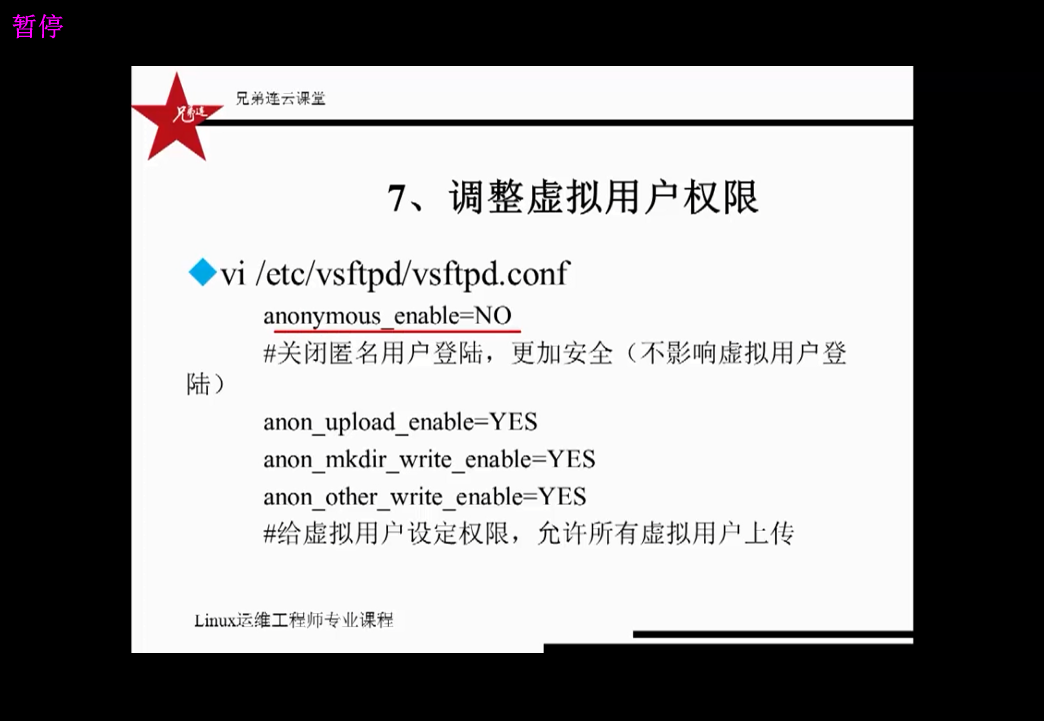 暂停
兄弟连
兄弟连云课堂
7、调整虚拟用户权限
vi /etc/vsftpd/vsftpd.conf
anonymous_enable=NO
#关闭匿名用户登陆，更加安全（不影响虚拟用户登
陆）
anon_upload_enable=YES
anon_mkdir_write_enable=YES
anon_other_write_enable=YES
#给虚拟用户设定权限，允许所有虚拟用户上传
Linux运维工程师专业课程